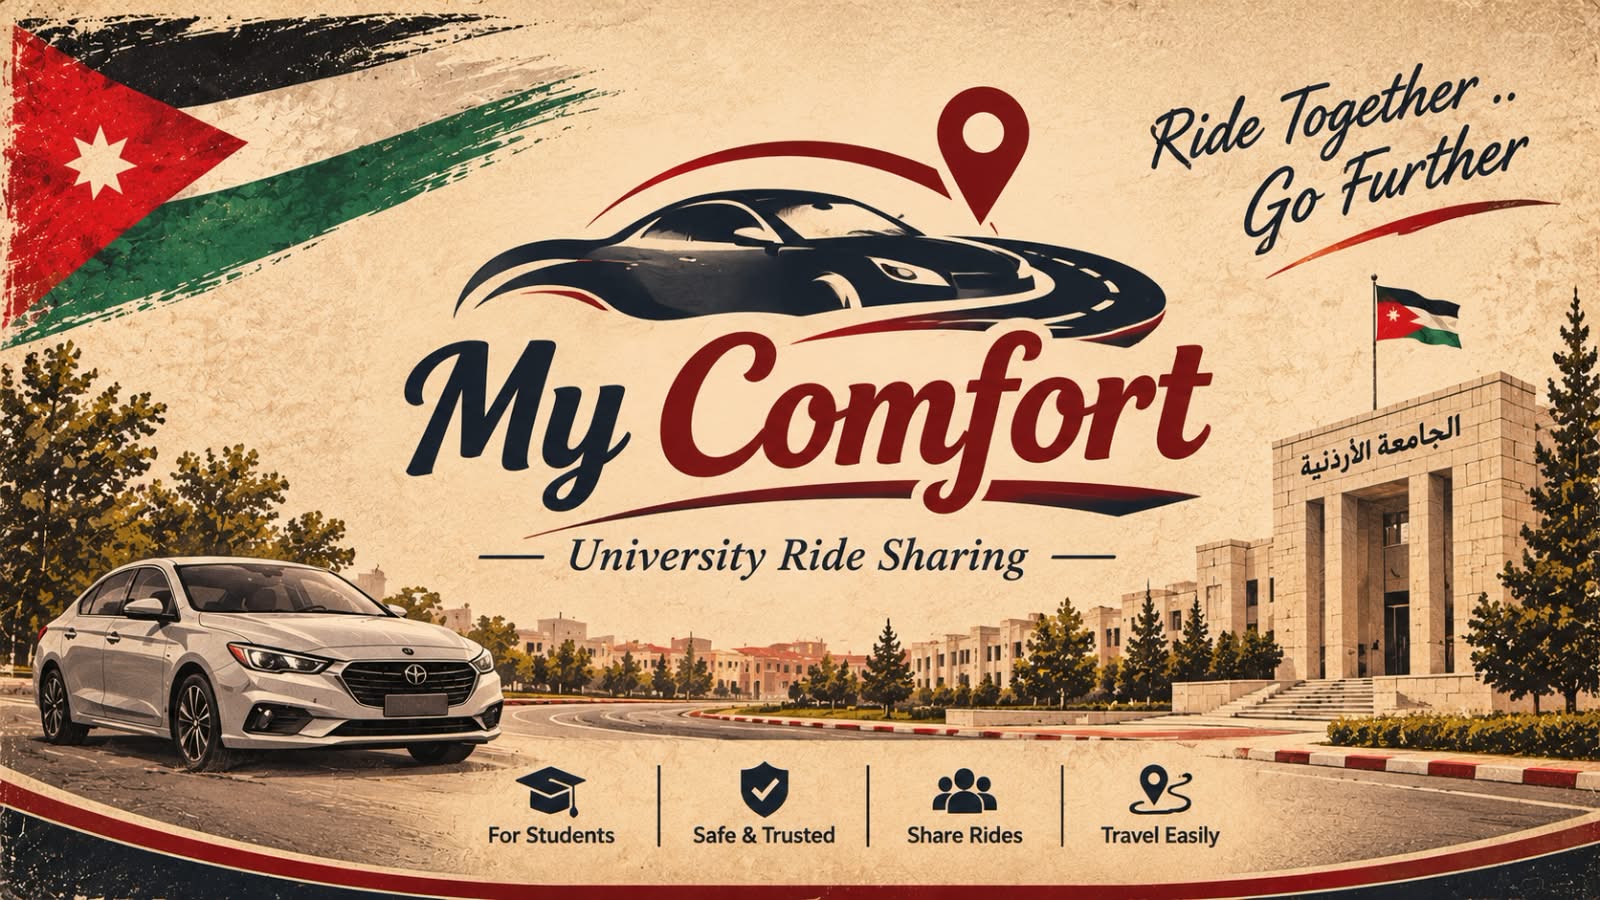 Ride Together ..
Go Further
My Comfort
الجامعة الأردنية
University Ride Sharing
For Students
Safe & Trusted
Share Rides
Travel Easily